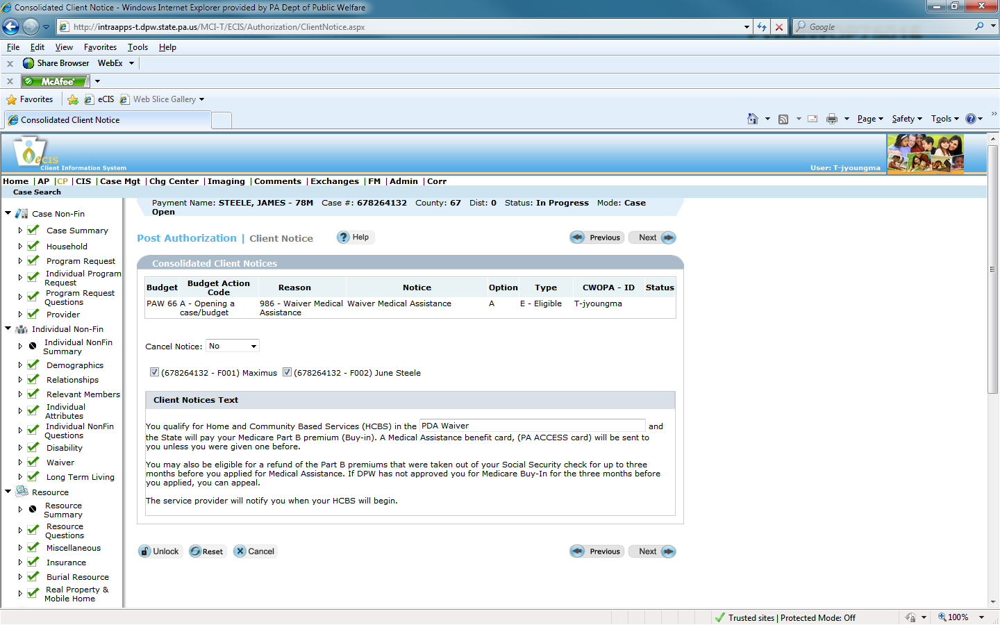 Consolidated Client Notice - Windows Internet Explorer provided by PA Dept of Public Welfare
http://intraapps-t.dpw.state.pa.us/MCI-T/ECIS/Authorization/ClientNotice.aspx
Google
File Edit View Favorites Tools Help
x Share Browser WebEx
x McAfee
Favorites eCIS Web Slice Gallery
Consolidated Client Notice
Page Safety Tools
eCIS
Client Information System
User: T-jyoungma
Home | AP | CP | CIS | Case Mgt | Chg Center | Imaging | Comments | Exchanges | FM | Admin | Corr
Case Search
Case Non-Fin
Case Summary
Household
Program Request
Individual Program
Request
Program Request
Questions
Provider
Individual Non-Fin
Individual NonFin
Summary
Demographics
Relationships
Relevant Members
Individual
Attributes
Individual NonFin
Questions
Disability
Waiver
Long Term Living
Resource
Resource
Summary
Resource
Questions
Miscellaneous
Insurance
Burial Resource
Real Property &
Mobile Home
Payment Name: STEELE, JAMES - 78M Case #: 678264132 County: 67 Dist: 0 Status: In Progress Mode: Case
Open
Post Authorization | Client Notice
Help
Previous Next
Consolidated Client Notices
Budget Budget Action Code Reason Notice Option Type CWOPA - ID Status
PAW 66 A - Opening a case/budget 986 - Waiver Medical Assistance Waiver Medical Assistance A E - Eligible T-jyoungma
Cancel Notice: No
(678264132 - F001) Maximus (678264132 - F002) June Steele
Client Notices Text
You qualify for Home and Community Based Services (HCBS) in the PDA Waiver and
the State will pay your Medicare Part B premium (Buy-in). A Medical Assistance benefit card, (PA ACCESS card) will be sent to
you unless you were given one before.
You may also be eligible for a refund of the Part B premiums that were taken out of your Social Security check for up to three
months before you applied for Medical Assistance. If DPW has not approved you for Medicare Buy-In for the three months before
you applied, you can appeal.
The service provider will notify you when your HCBS will begin.
Unlock Reset Cancel Previous Next
Trusted sites | Protected Mode: Off
100%